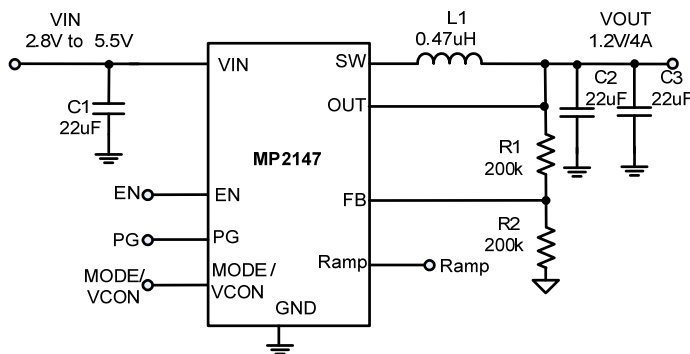 VIN
2.8V to 5.5V
L1
0.47uH
VOUT
1.2V/4A
VIN
SW
C1
22uF
OUT
C2
22uF
C3
22uF
MP2147
R1
200k
EN
EN
FB
PG
PG
R2
200k
MODE/
VCON
MODE/
VCON
Ramp
Ramp
GND